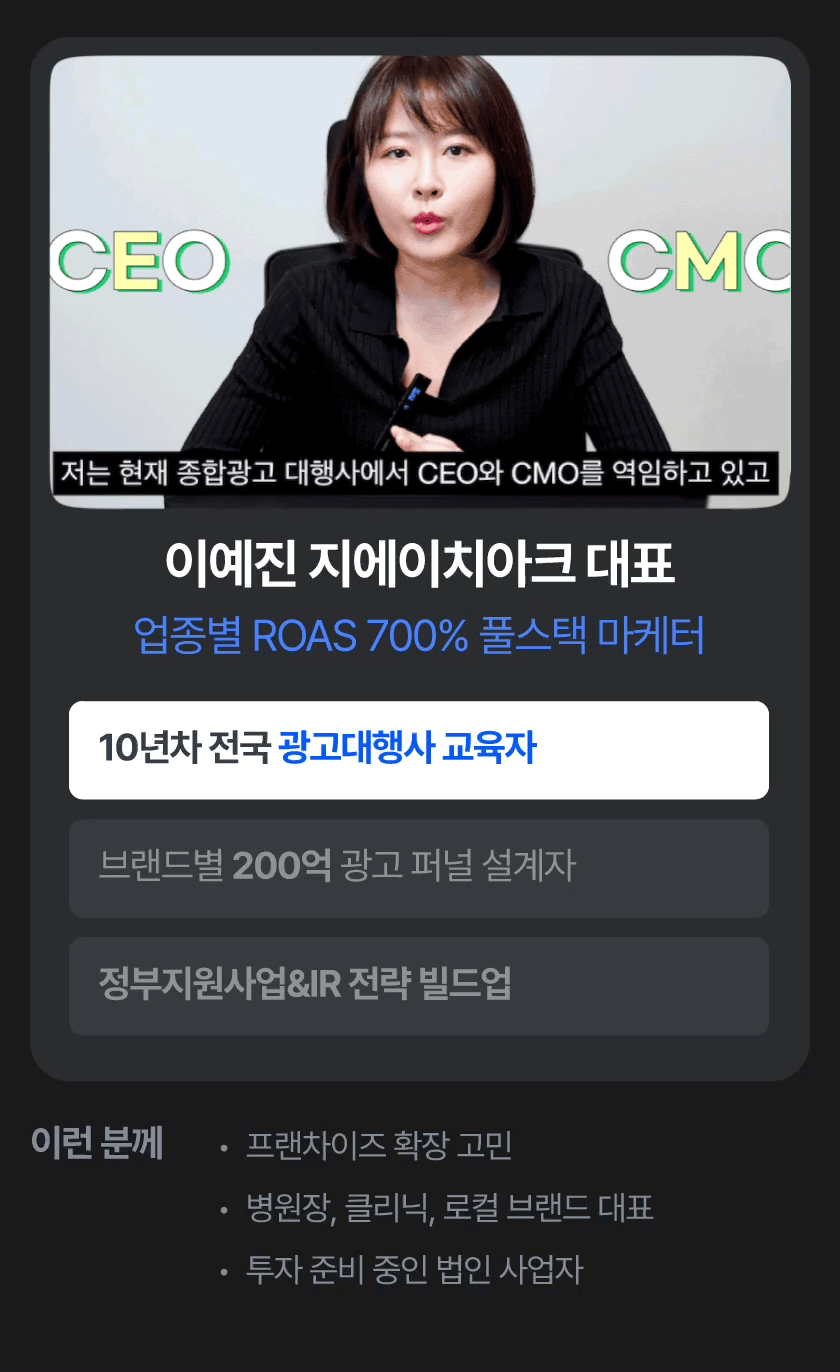 CEO
CMO
저는 현재 종합광고 대행사에서 CEO와 CMO를 역임하고 있고
이예진 지에이치아크 대표
업종별 ROAS 700% 풀스택 마케터
10년차 전국 광고대행사 교육자
브랜드별 200억 광고 퍼널 설계자
정부지원사업&IR 전략 빌드업
이런 분께
• 프랜차이즈 확장 고민
• 병원장, 클리닉, 로컬 브랜드 대표
• 투자 준비 중인 법인 사업자